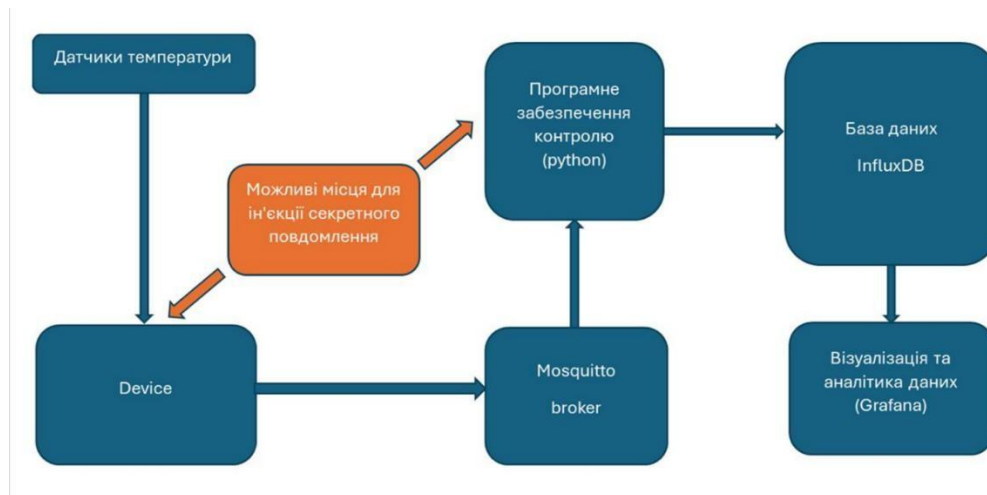 Датчики температури
Програмне
забезпечення
контролю
(python)
База даних
InfluxDB
Можливі місця для
ін'єкції секретного
повдомлення
Device
Mosquitto
broker
Візуалізація та
аналітика даних
(Grafana)